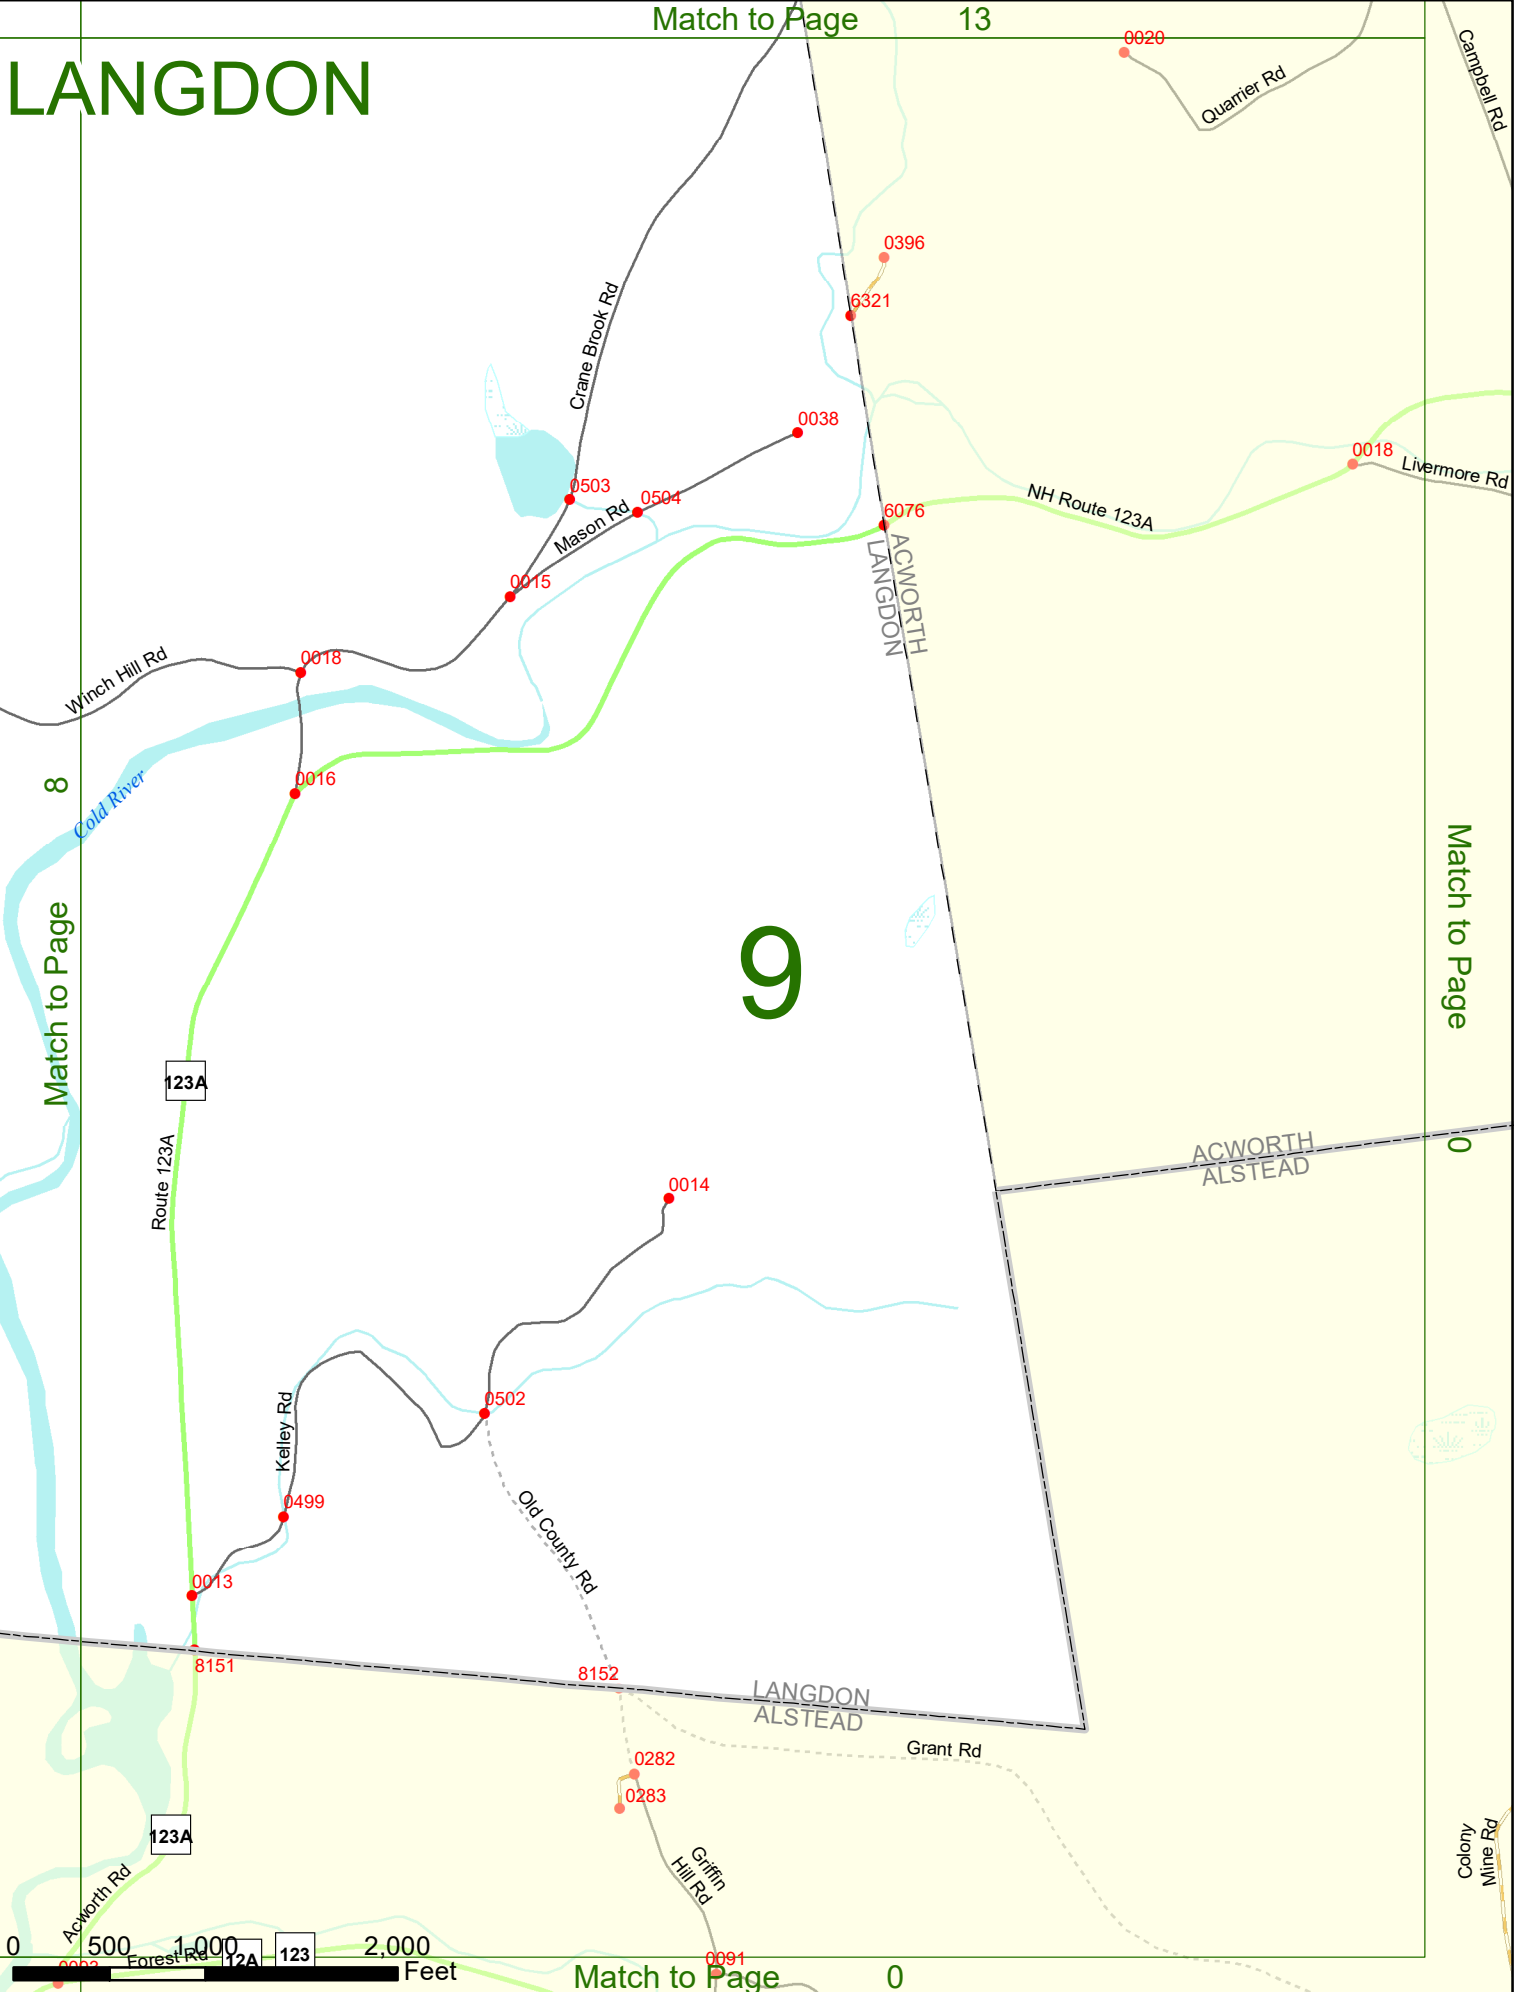 Match to Page 13
LANGDON
0020
Quarrier Rd
Campbell Rd
0396
6321
Crane Brook Rd
0038
0503
0504
Mason Rd
0018
Livermore Rd
NH Route 123A
6076
ACWORTH
LANGDON
0015
0018
Winch Hill Rd
0016
Cold River
Match to Page 8
9
Match to Page 0
123A
Route 123A
ACWORTH
ALSTEAD
0014
0502
Kelley Rd
0499
Old County Rd
0013
8151
8152
LANGDON
ALSTEAD
Grant Rd
0282
0283
123A
Griffin
Hill Rd
Colony
Mine Rd
Acworth Rd
0 500 1,000 2,000
Feet
Forest Rd
12A
123
0091
Match to Page 0